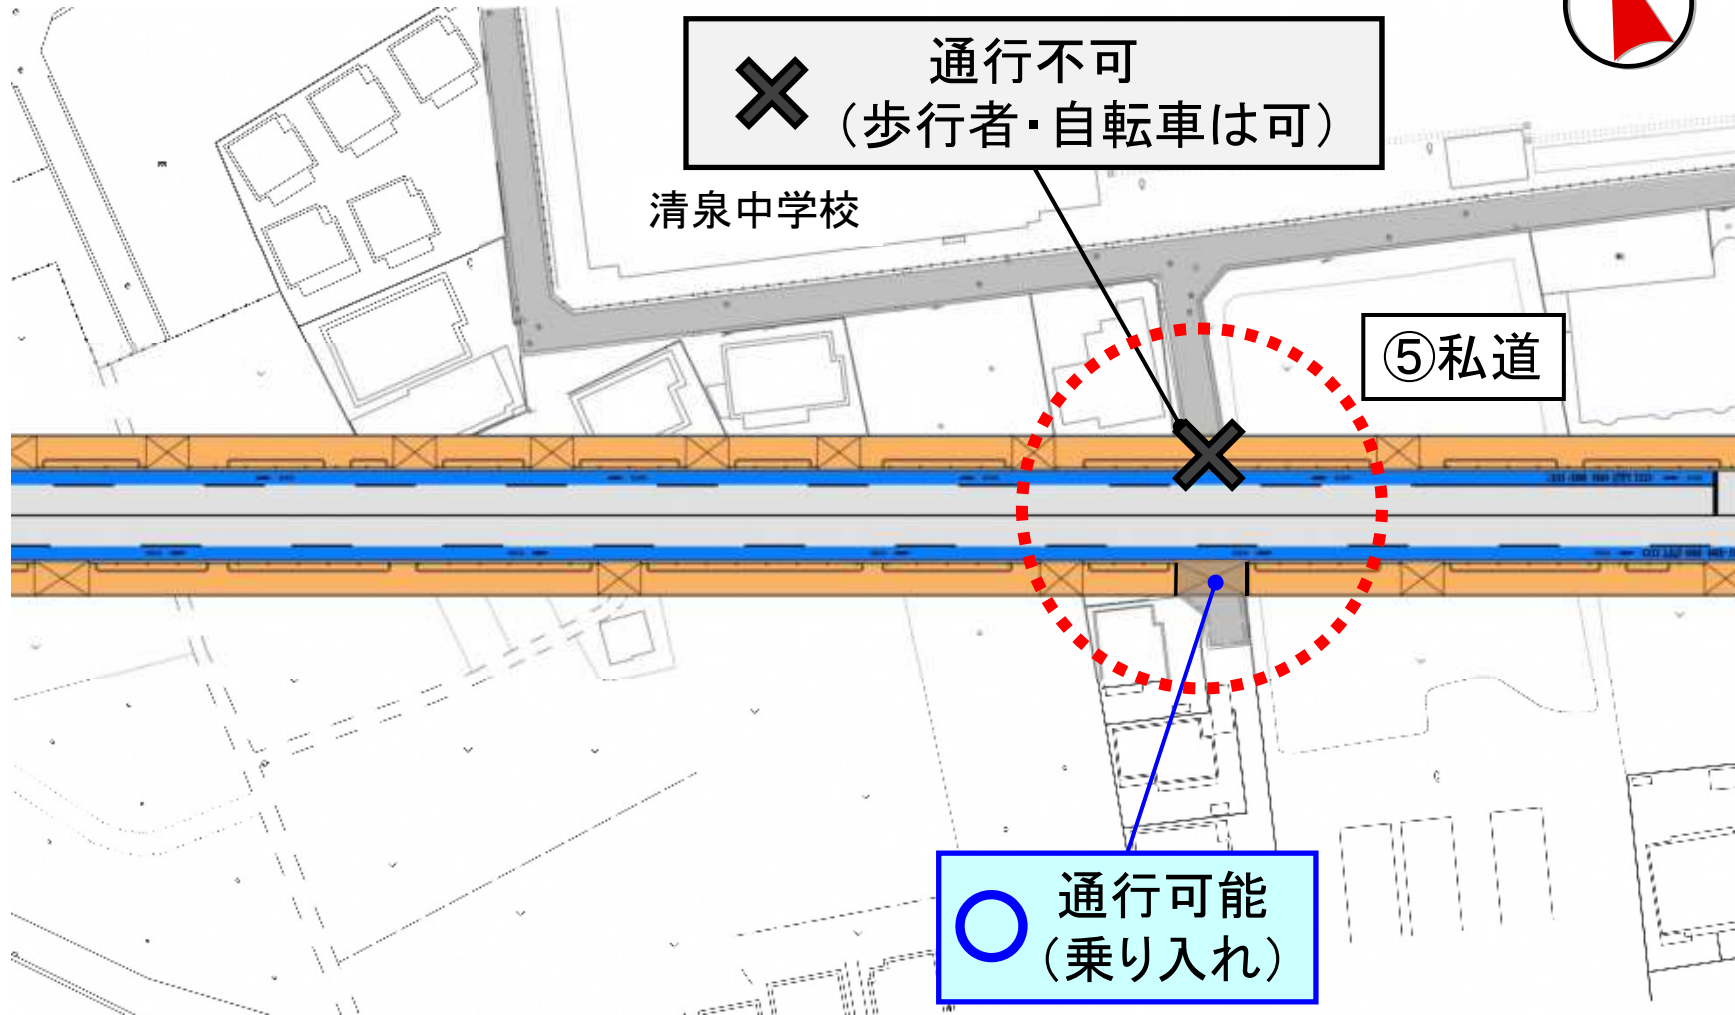 通行不可
（歩行者・自転車は可）
清泉中学校
⑤私道
通行可能
（乗り入れ）